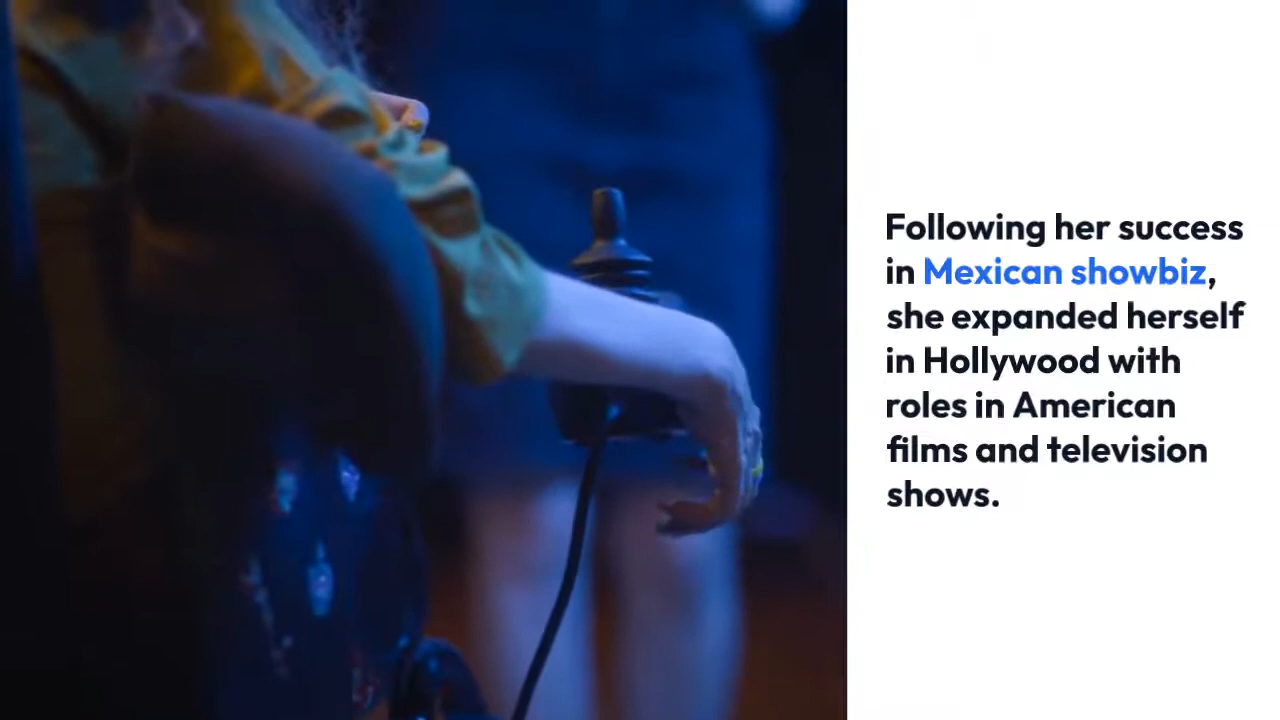 Following her success
in Mexican showbiz,
she expanded herself
in Hollywood with
roles in American
films and television
shows.